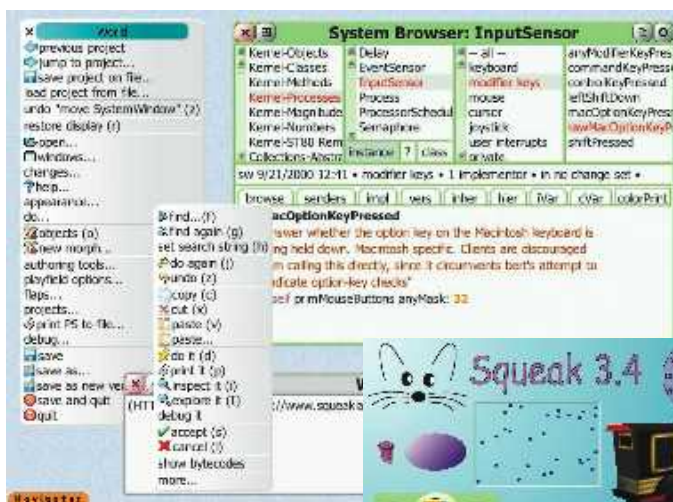 World
previous project
jump to project...
save project on file...
load project from file...
undo "move SystemWindow" (z)
restore display (r)
open...
windows...
changes...
help...
appearance...
do...
objects (o)
new morph...
authoring tools...
playfield options...
flaps...
projects...
print PS to file...
debug...
save
save as...
save as new ver
save and quit
quit
find...(f)
find again (g)
set search string (h)
do again (j)
undo (z)
copy (c)
cut (x)
paste (v)
paste...
do it (d)
print it (p)
inspect it (i)
explore it (I)
debug it
accept (s)
cancel (l)
show bytecodes
more...
System Browser: InputSensor
Kernel-Objects
Kernel-Classes
Kernel-Methods
Kernel-Processes
Kernel-Magnitude
Kernel-Numbers
Kernel-ST80 Rem
Collections-Abstra
Delay
EventSensor
InputSensor
Process
ProcessorSchedul
Semaphore
instance ? class
-- all --
keyboard
modifier keys
mouse
cursor
joystick
user interrupts
private
anyModifierKeyPres
commandKeyPresse
controlKeyPressed
leftShiftDown
macOptionKeyPress
rawMacOptionKeyP
shiftPressed
sw 9/21/2000 12:41 • modifier keys • 1 implementor • in no change set •
browse senders impl vers inher hier iVar cVar colorPrint
acOptionKeyPressed
swer whether the option key on the Macintosh keyboard is
ng held down. Macintosh specific. Clients are discouraged
m calling this directly, since it circumvents bert's attempt to
dicate option-key checks"
self primMouseButtons anyMask: 32
(HTT
://www.squeaka
Squeak 3.4
Navigator